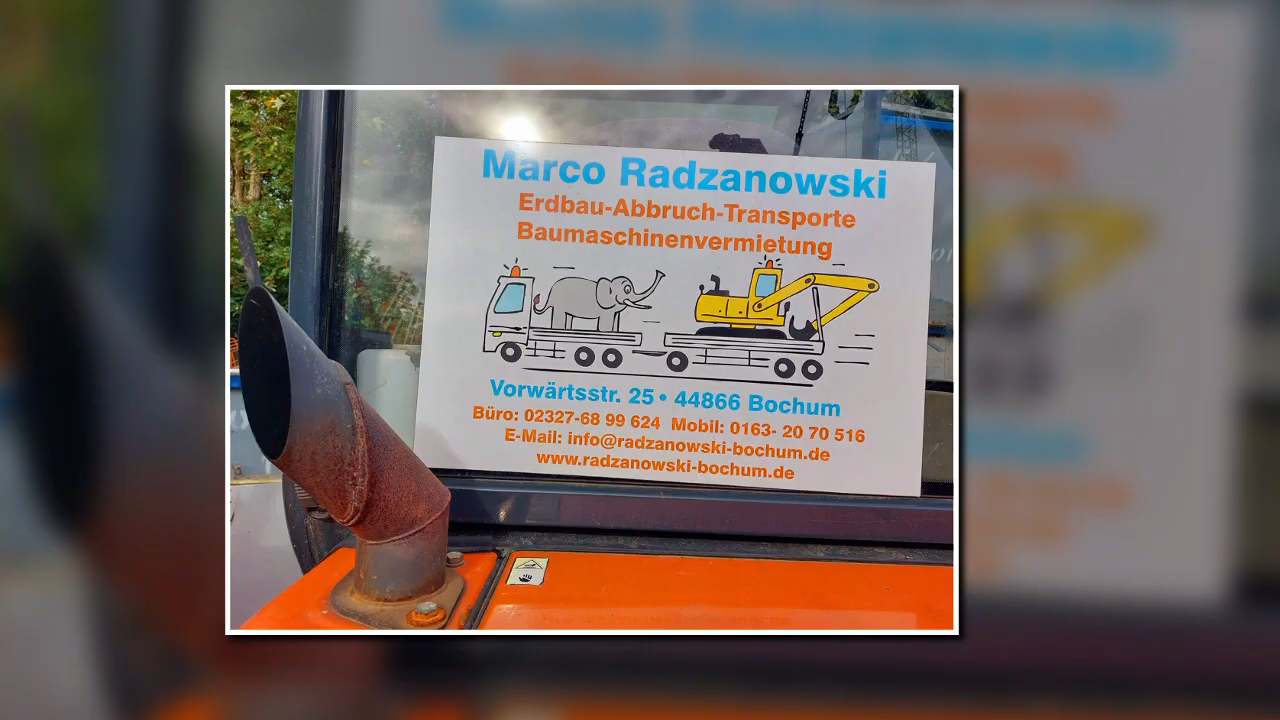 Marco Radzanowski
Erdbau-Abbruch-Transporte
Baumaschinenvermietung
Vorwärtsstr. 25 • 44866 Bochum
Büro: 02327-68 99 624 Mobil: 0163- 20 70 516
E-Mail: info@radzanowski-bochum.de
www.radzanowski-bochum.de